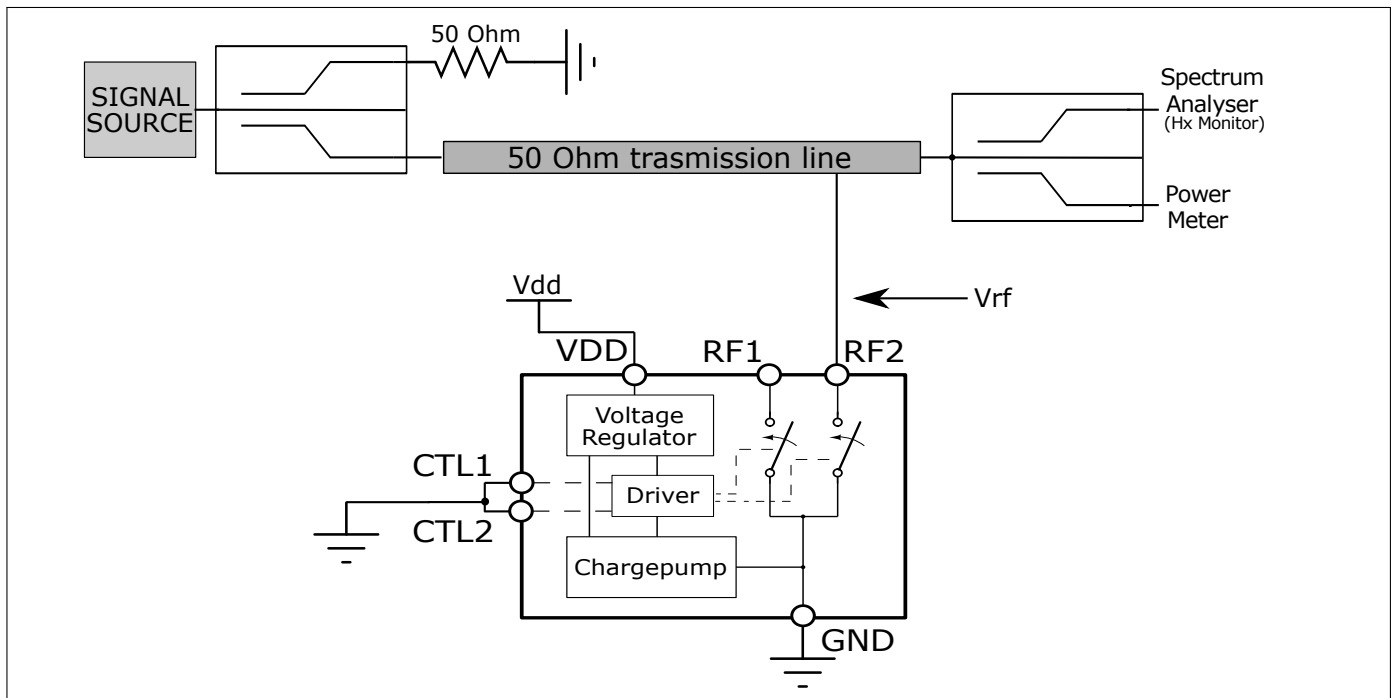 50 Ohm
SIGNAL
SOURCE
50 Ohm trasmission line
Spectrum
Analyser
(Hx Monitor)
Power
Meter
Vdd
Vrf
VDD
RF1
RF2
Voltage
Regulator
CTL1
Driver
CTL2
Chargepump
GND